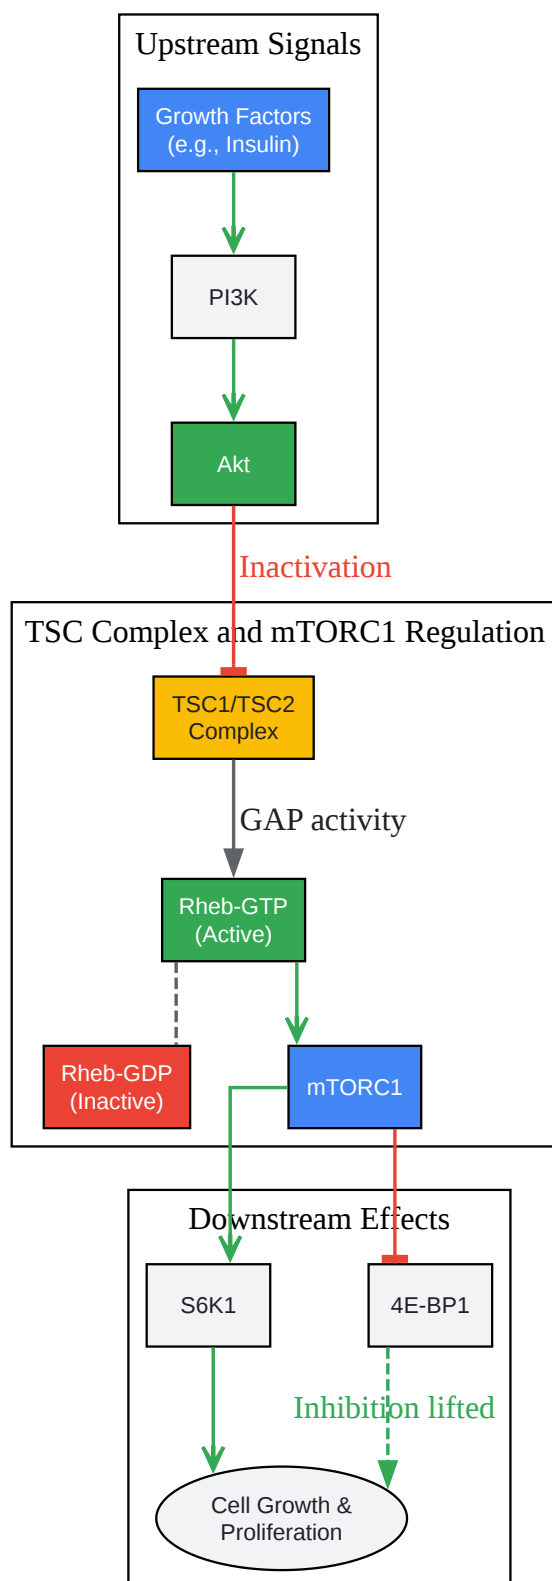 Upstream Signals
Growth Factors
(e.g., Insulin)
PI3K
Akt
Inactivation
TSC Complex and mTORC1 Regulation
TSC1/TSC2
Complex
GAP activity
Rheb-GTP
(Active)
Rheb-GDP
(Inactive)
mTORC1
Downstream Effects
S6K1
4E-BP1
Inhibition lifted
Cell Growth &
Proliferation